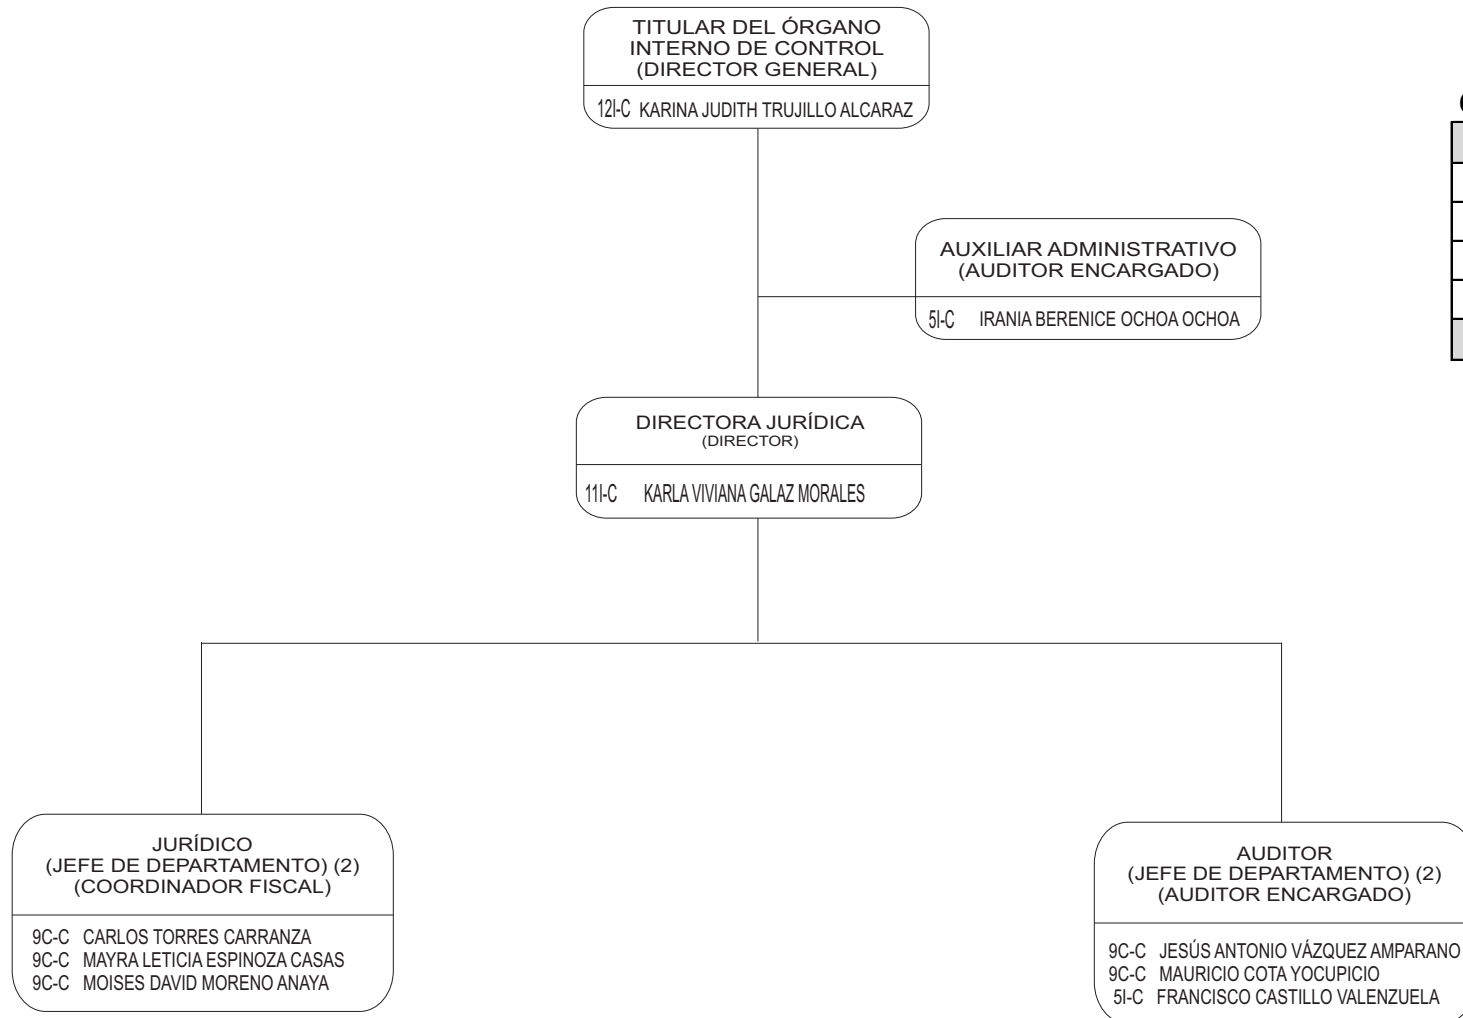 TITULAR DEL ÓRGANO
INTERNO DE CONTROL
(DIRECTOR GENERAL)
12I-C KARINA JUDITH TRUJILLO ALCARAZ
AUXILIAR ADMINISTRATIVO
(AUDITOR ENCARGADO)
5I-C IRANIA BERENICE OCHOA OCHOA
DIRECTORA JURÍDICA
(DIRECTOR)
11I-C KARLA VIVIANA GALAZ MORALES
JURÍDICO
(JEFE DE DEPARTAMENTO) (2)
(COORDINADOR FISCAL)
9C-C CARLOS TORRES CARRANZA
9C-C MAYRA LETICIA ESPINOZA CASAS
9C-C MOISES DAVID MORENO ANAYA
AUDITOR
(JEFE DE DEPARTAMENTO) (2)
(AUDITOR ENCARGADO)
9C-C JESÚS ANTONIO VÁZQUEZ AMPARANO
9C-C MAURICIO COTA YOCUPICIO
5I-C FRANCISCO CASTILLO VALENZUELA